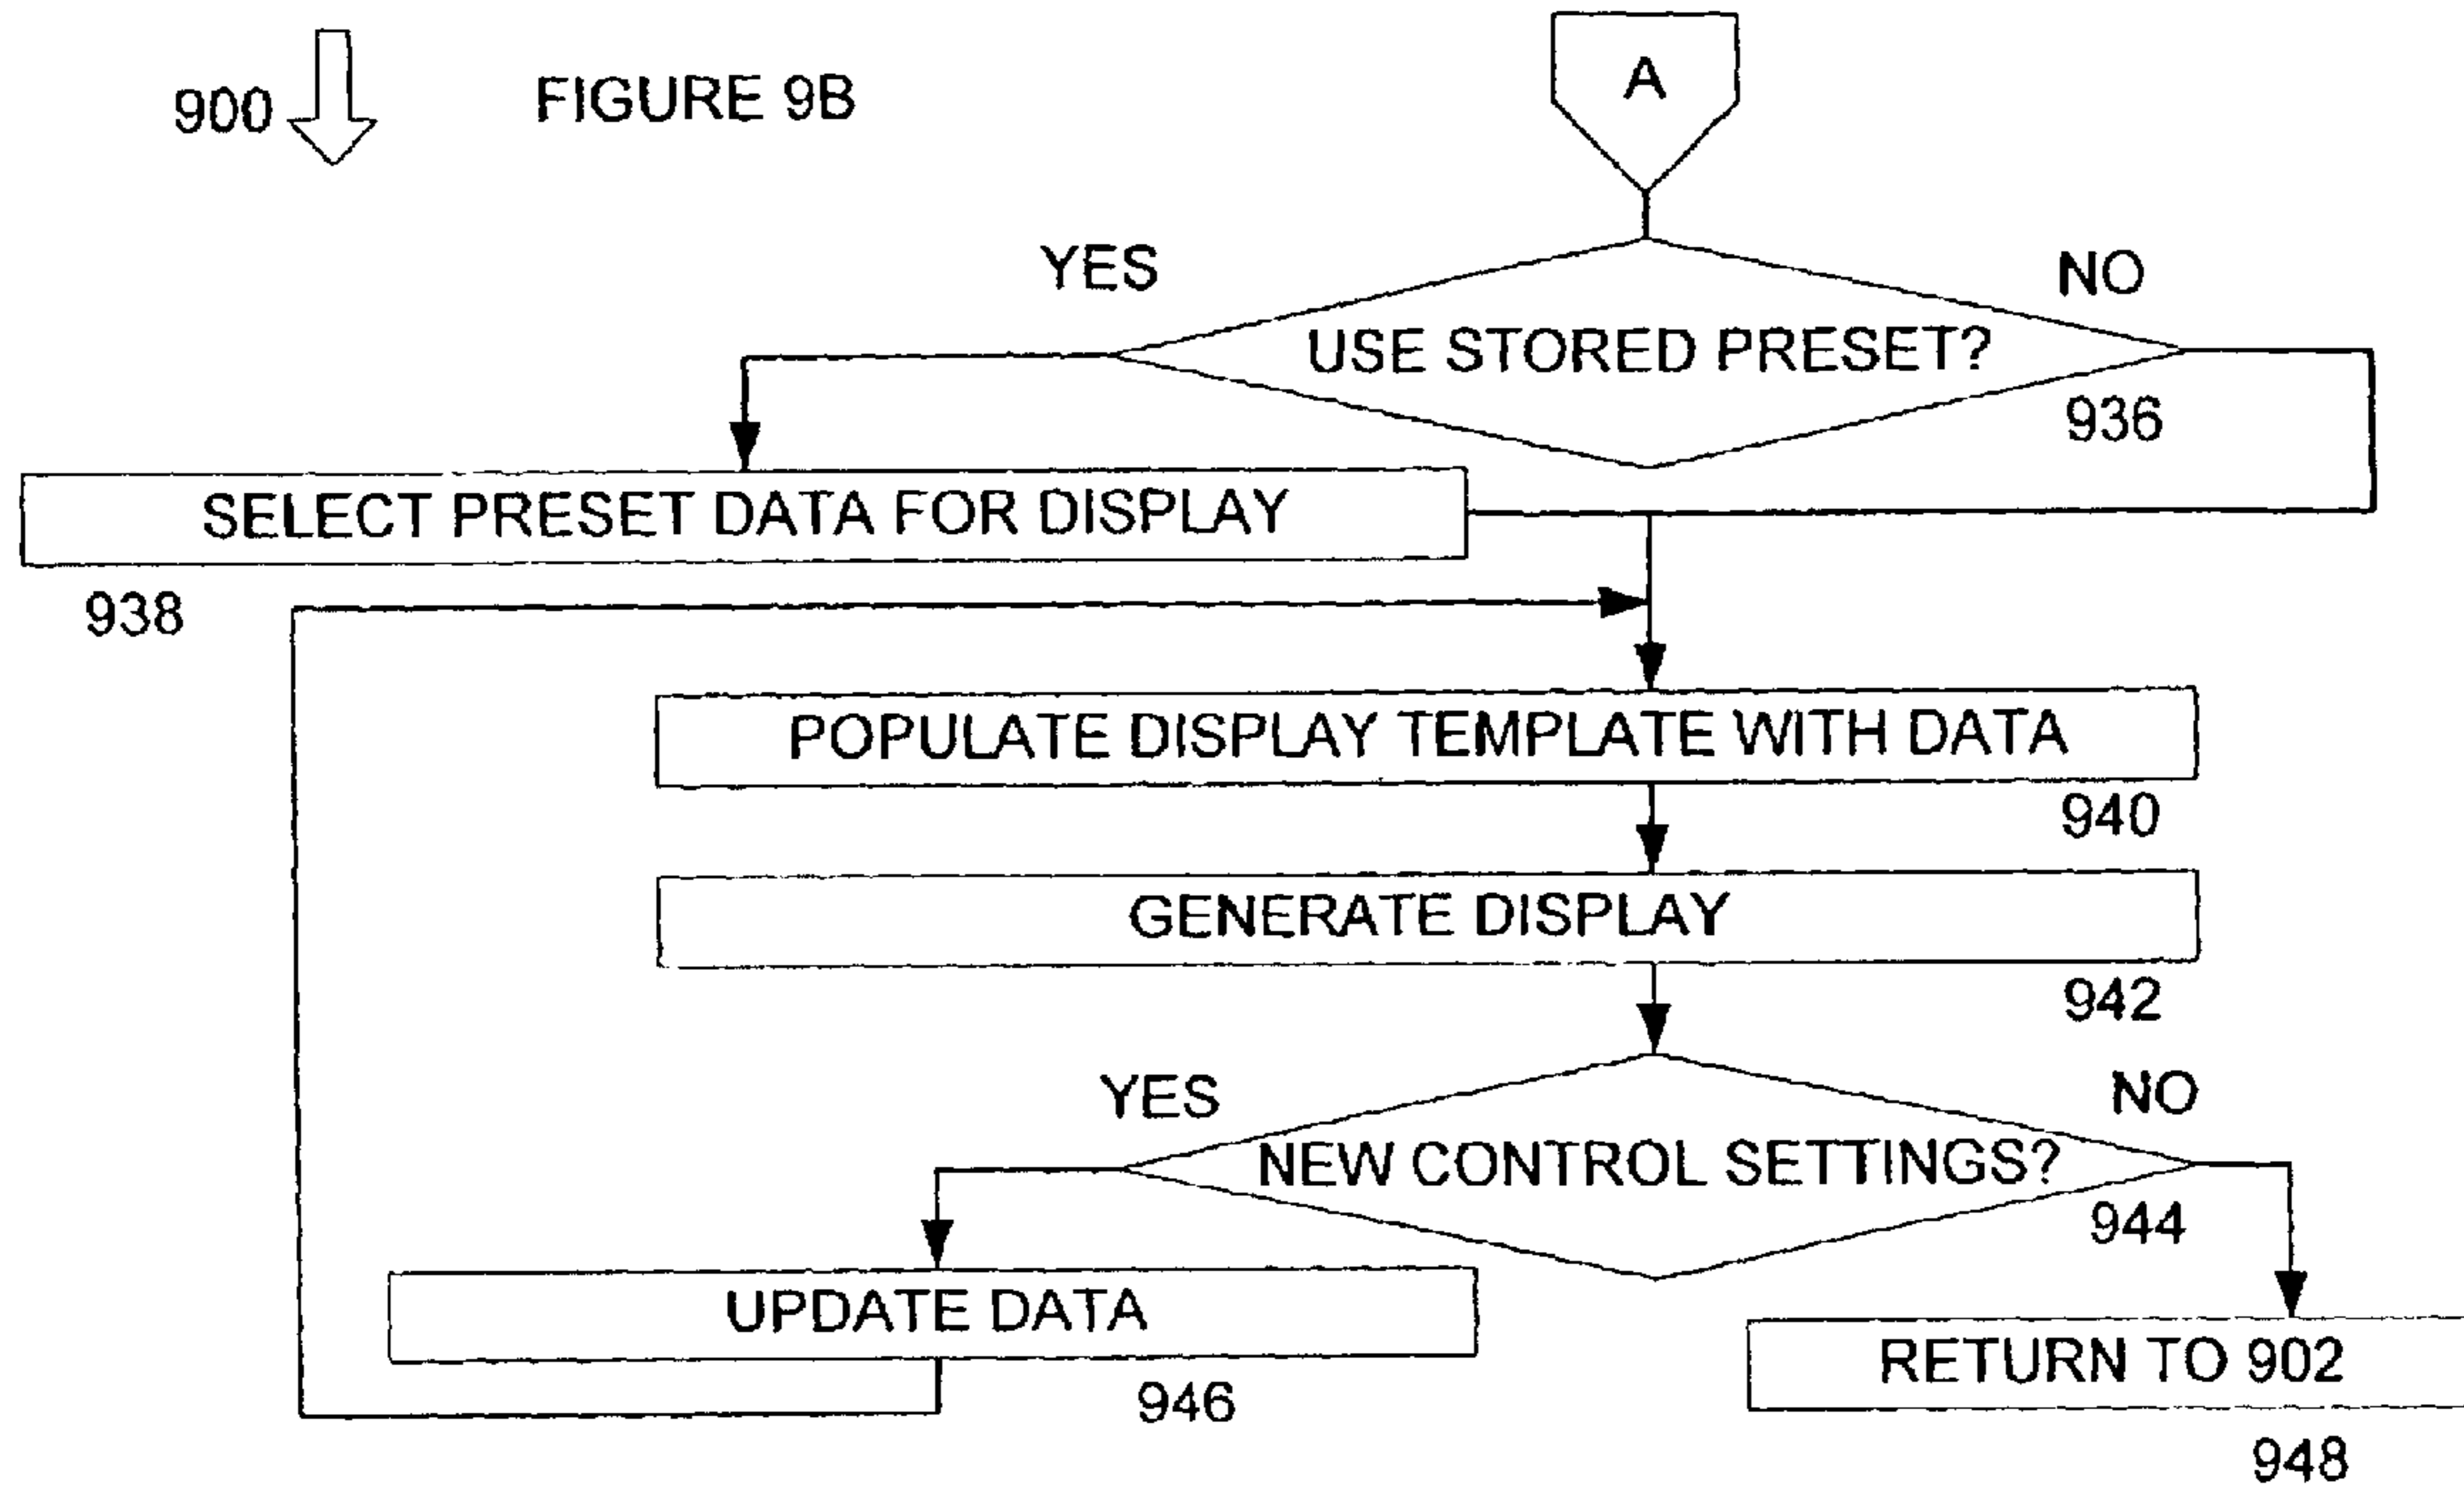 900
FIGURE 9B
A
YES
NO
USE STORED PRESET?
936
SELECT PRESET DATA FOR DISPLAY
938
POPULATE DISPLAY TEMPLATE WITH DATA
940
GENERATE DISPLAY
942
YES
NO
NEW CONTROL SETTINGS?
944
UPDATE DATA
946
RETURN TO 902
948